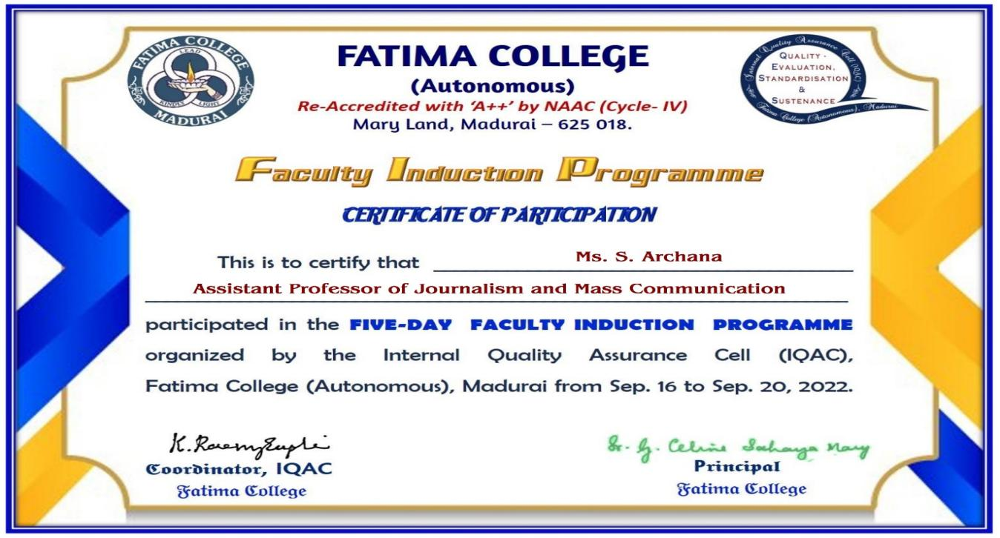 FATIMA COLLEGE
MADURAI
LEAD
KINDLY LIGHT
FATIMA COLLEGE
(Autonomous)
Re-Accredited with ‘A++’ by NAAC (Cycle- IV)
Mary Land, Madurai – 625 018.
Internal Quality Assurance Cell (IQAC)
QUALITY -
EVALUATION,
STANDARDISATION
&
SUSTENANCE
Fatima College (Autonomous), Madurai
Faculty Induction Programme
CERTIFICATE OF PARTICIPATION
This is to certify that Ms. S. Archana
Assistant Professor of Journalism and Mass Communication
participated in the FIVE-DAY FACULTY INDUCTION PROGRAMME
organized by the Internal Quality Assurance Cell (IQAC),
Fatima College (Autonomous), Madurai from Sep. 16 to Sep. 20, 2022.
Sr. G. Celine Sahaya Mary
Coordinator, IQAC
Principal
Fatima College
Fatima College